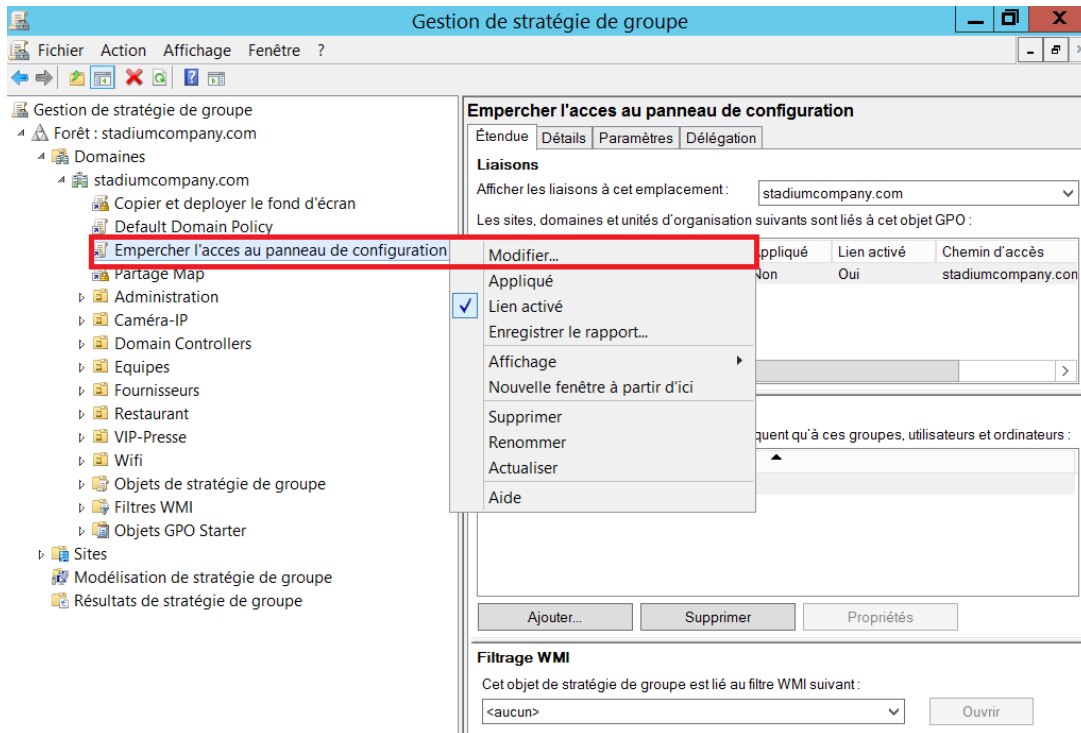 Gestion de stratégie de groupe
Fichier Action Affichage Fenêtre ?
Gestion de stratégie de groupe
Forêt : stadiumcompany.com
Domaines
stadiumcompany.com
Copier et deployer le fond d'écran
Default Domain Policy
Empercher l'acces au panneau de configuration
Partage Map
Administration
Caméra-IP
Domain Controllers
Equipes
Fournisseurs
Restaurant
VIP-Presse
Wifi
Objets de stratégie de groupe
Filtres WMI
Objets GPO Starter
Sites
Modélisation de stratégie de groupe
Résultats de stratégie de groupe
Modifier...
Appliqué
Lien activé
Enregistrer le rapport...
Affichage
Nouvelle fenêtre à partir d'ici
Supprimer
Renommer
Actualiser
Aide
Empercher l'acces au panneau de configuration
Étendue Détails Paramètres Délégation
Liaisons
Afficher les liaisons à cet emplacement : stadiumcompany.com
Les sites, domaines et unités d'organisation suivants sont liés à cet objet GPO :
Appliqué Lien activé Chemin d'accès
Non Oui stadiumcompany.con
quent qu'à ces groupes, utilisateurs et ordinateurs :
Ajouter... Supprimer Propriétés
Filtrage WMI
Cet objet de stratégie de groupe est lié au filtre WMI suivant :
<aucun> Ouvrir